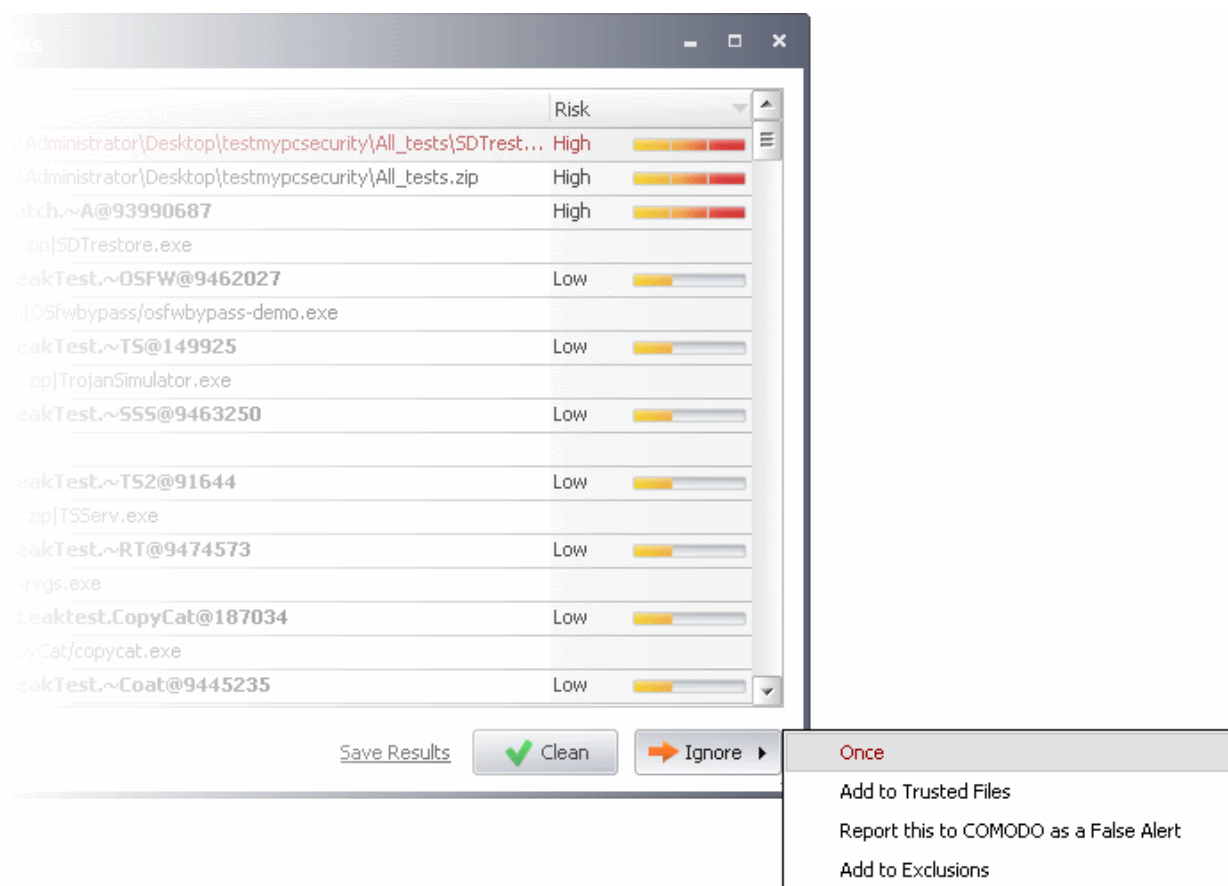 Risk
\Administrator\Desktop\testmypcsecurity\All_tests\SDTrest... High
\Administrator\Desktop\testmypcsecurity\All_tests.zip High
atch.~A@93990687 High
.zip|SDTrestore.exe
eakTest.~OSFW@9462027 Low
|OSfwbypass/osfwbypass-demo.exe
eakTest.~TS@149925 Low
.zip|TrojanSimulator.exe
eakTest.~SSS@9463250 Low
eakTest.~TS2@91644 Low
.zip|TSServ.exe
eakTest.~RT@9474573 Low
srvgs.exe
Leaktest.CopyCat@187034 Low
pyCat/copycat.exe
eakTest.~Coat@9445235 Low
Save Results Clean Ignore
Once
Add to Trusted Files
Report this to COMODO as a False Alert
Add to Exclusions